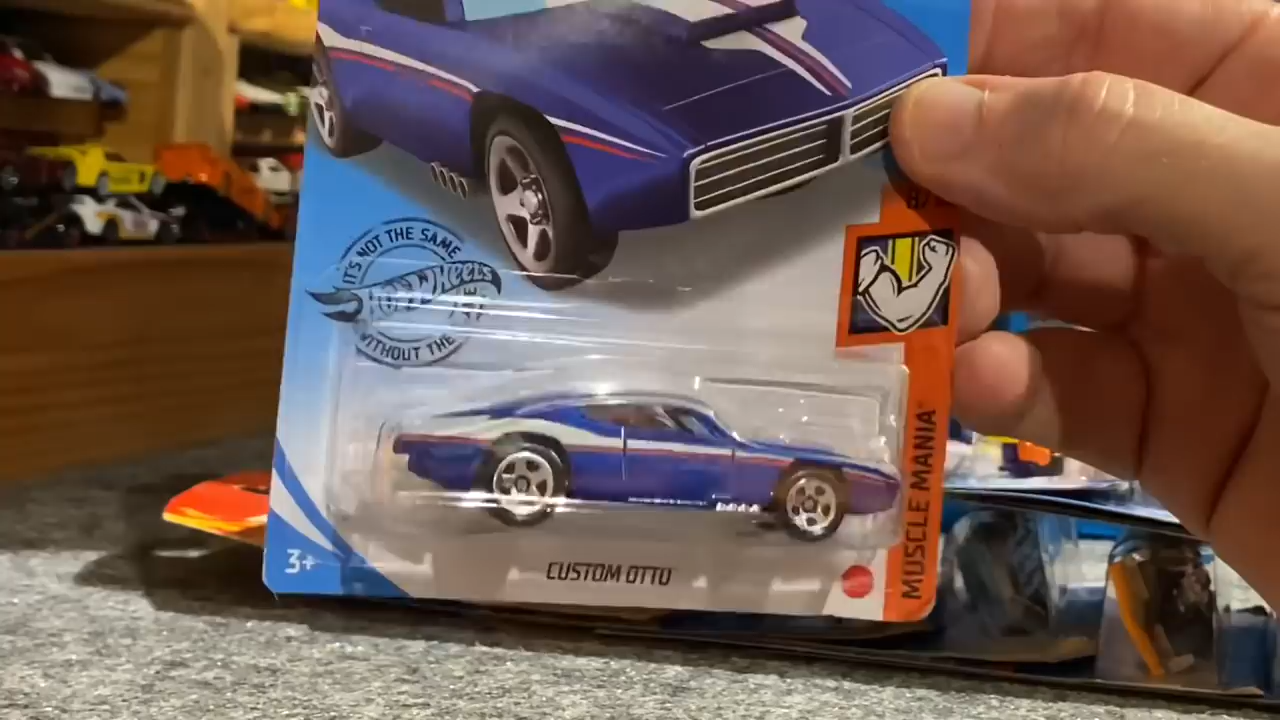 IT'S NOT THE SAME
Hot Wheels
WITHOUT THE
MUSCLE MANIA
CUSTOM OTTO
3+